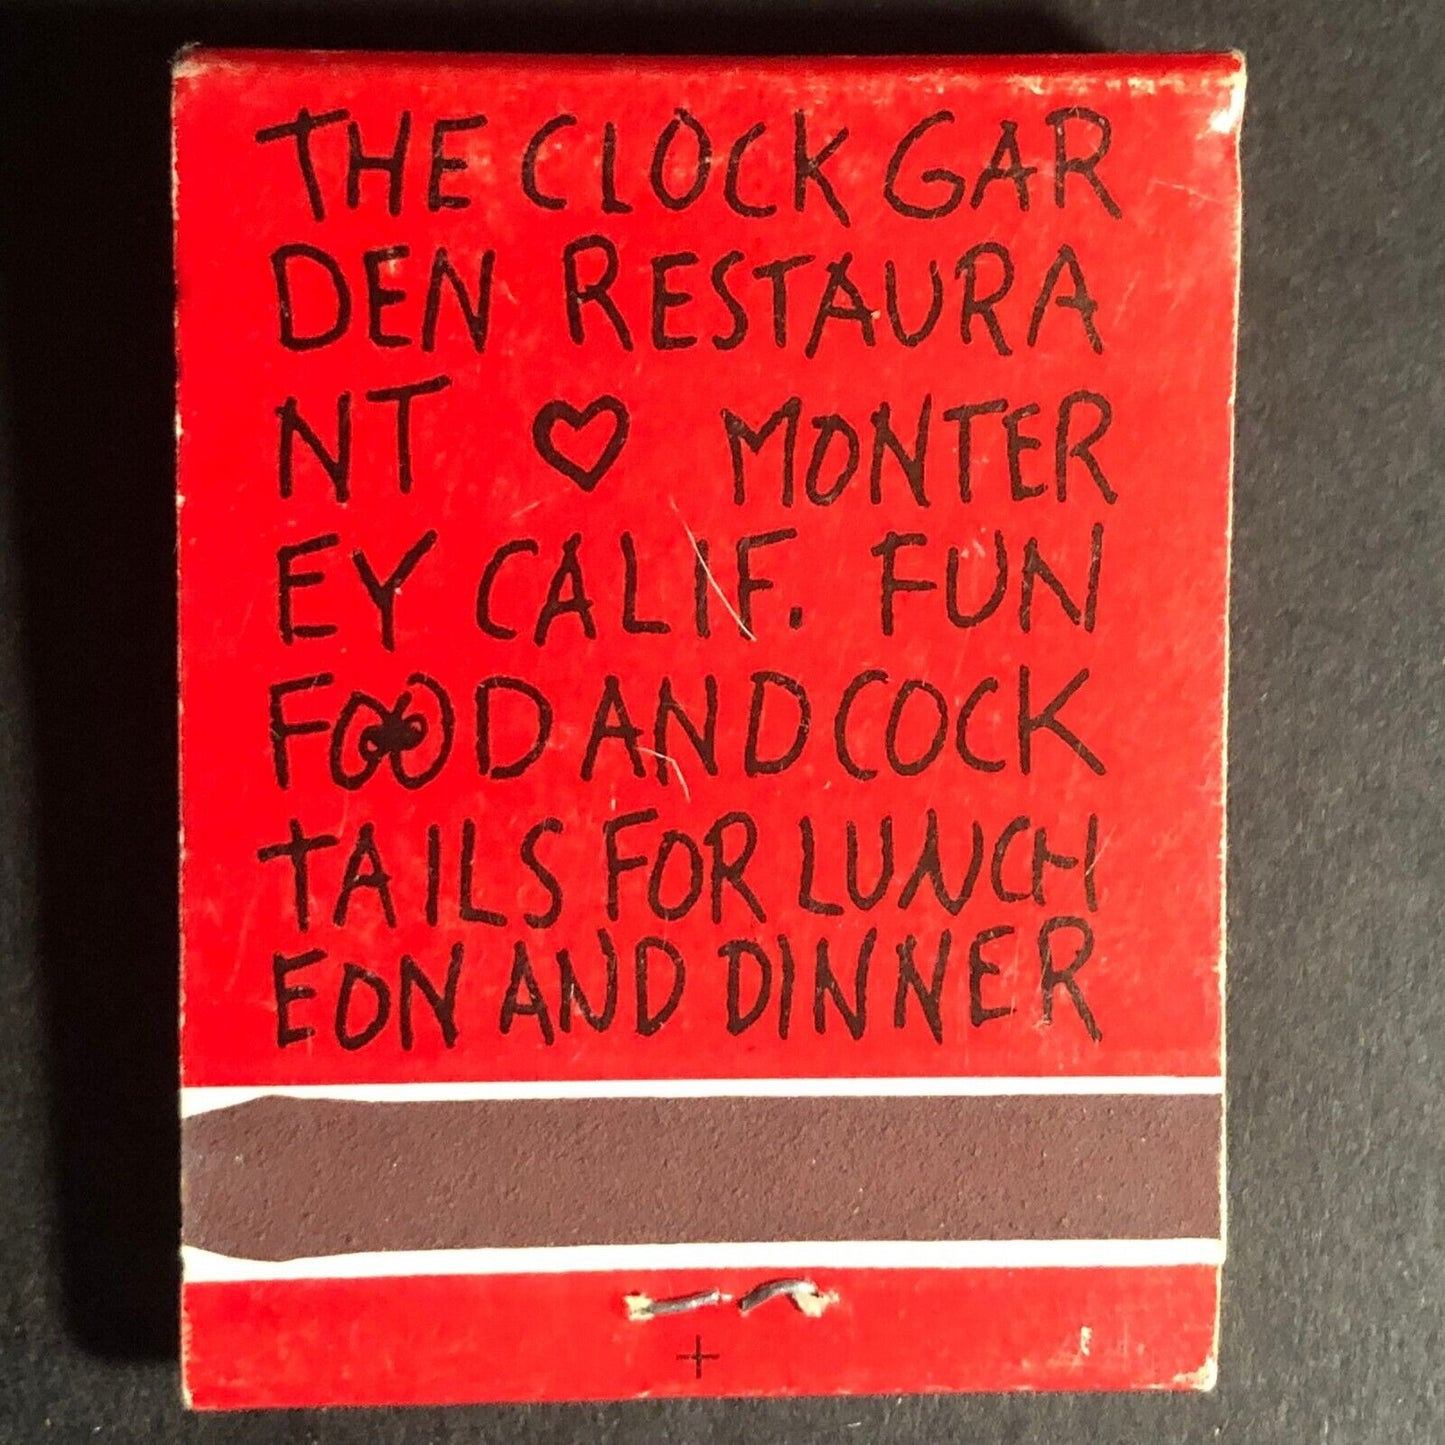 THE CLOCK GAR
DEN RESTAURA
NT ♡ MONTER
EY CALIF. FUN
FOOD AND COCK
TAILS FOR LUNCH
EON AND DINNER